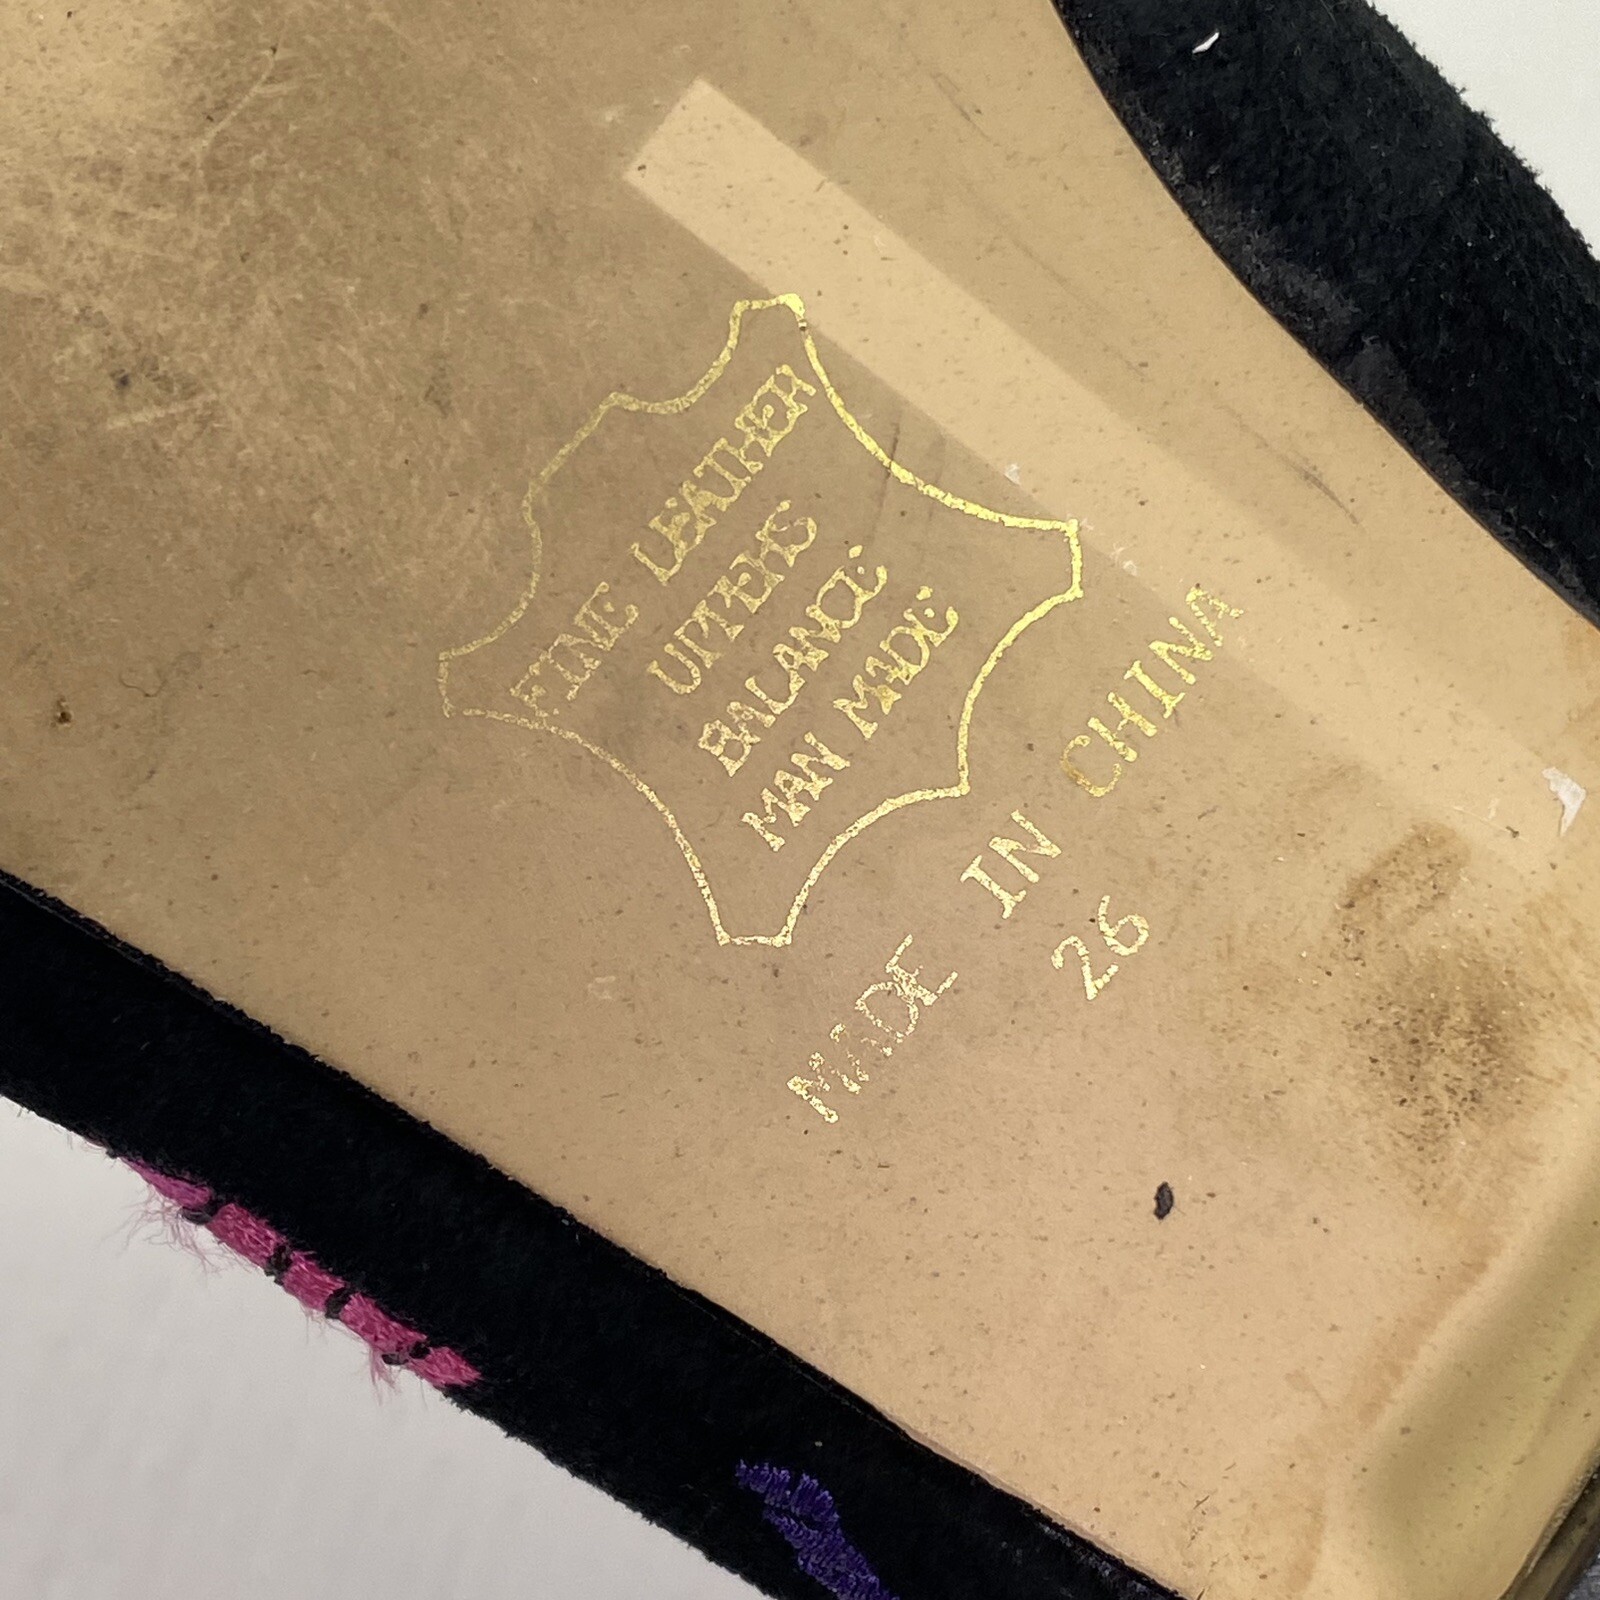 FINE LEATHER
UPPERS
BALANCE
MAN MADE
MADE IN CHINA
26